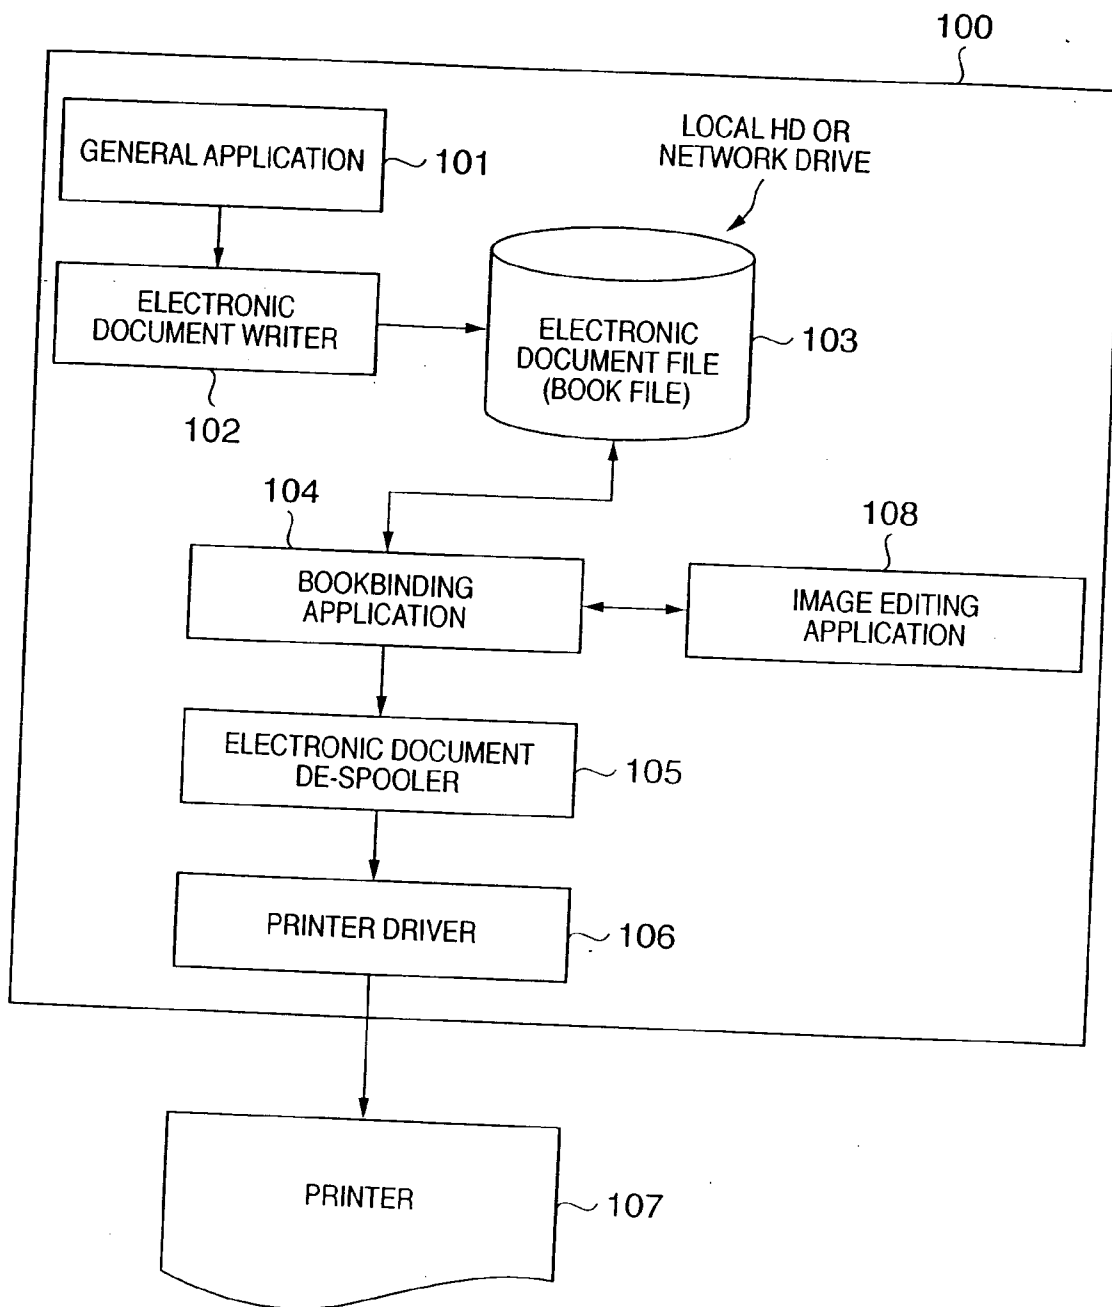 100
GENERAL APPLICATION
101
LOCAL HD OR
NETWORK DRIVE
ELECTRONIC
DOCUMENT WRITER
102
ELECTRONIC
DOCUMENT FILE
(BOOK FILE)
103
104
BOOKBINDING
APPLICATION
108
IMAGE EDITING
APPLICATION
ELECTRONIC DOCUMENT
DE-SPOOLER
105
PRINTER DRIVER
106
PRINTER
107